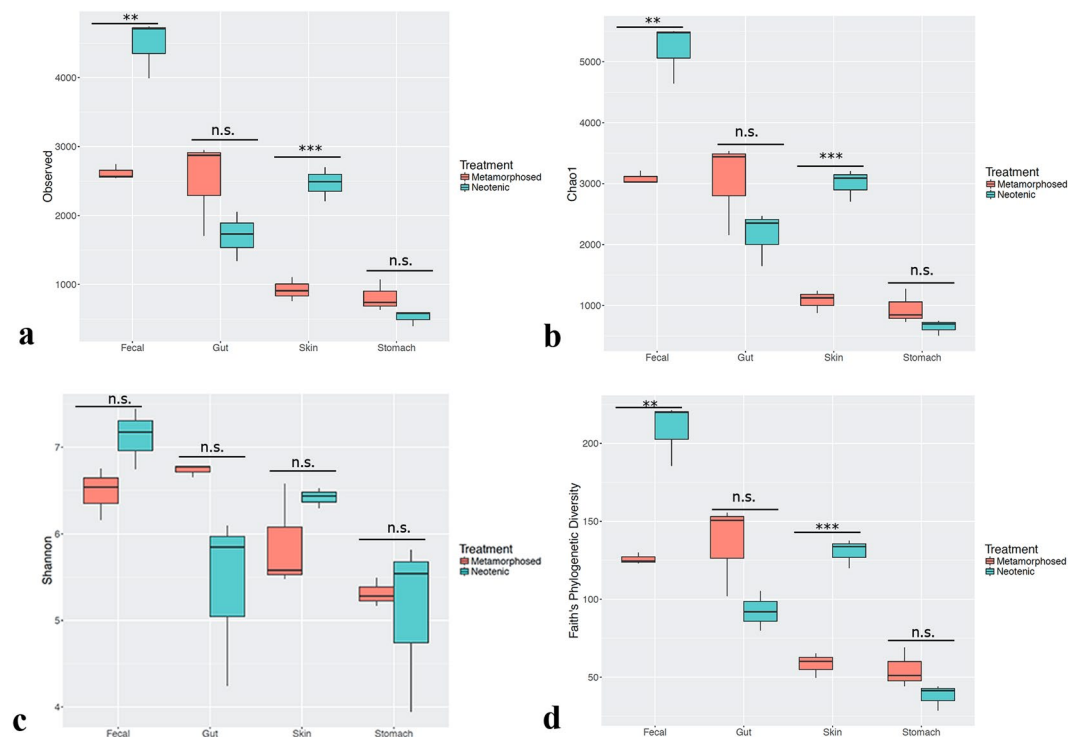 **
4000
n.s.
3000
***
Observed
Treatment
Metamorphosed
Neotenic
2000
n.s.
1000
a
Fecal Gut Skin Stomach
**
5000
n.s.
4000
***
Chao1
3000
Treatment
Metamorphosed
Neotenic
2000
n.s.
1000
b
Fecal Gut Skin Stomach
n.s.
7
n.s.
n.s.
6
n.s.
Shannon
Treatment
Metamorphosed
Neotenic
5
4
c
Fecal Gut Skin Stomach
**
200
n.s.
150
***
Faith's Phylogenetic Diversity
Treatment
Metamorphosed
Neotenic
100
n.s.
50
d
Fecal Gut Skin Stomach